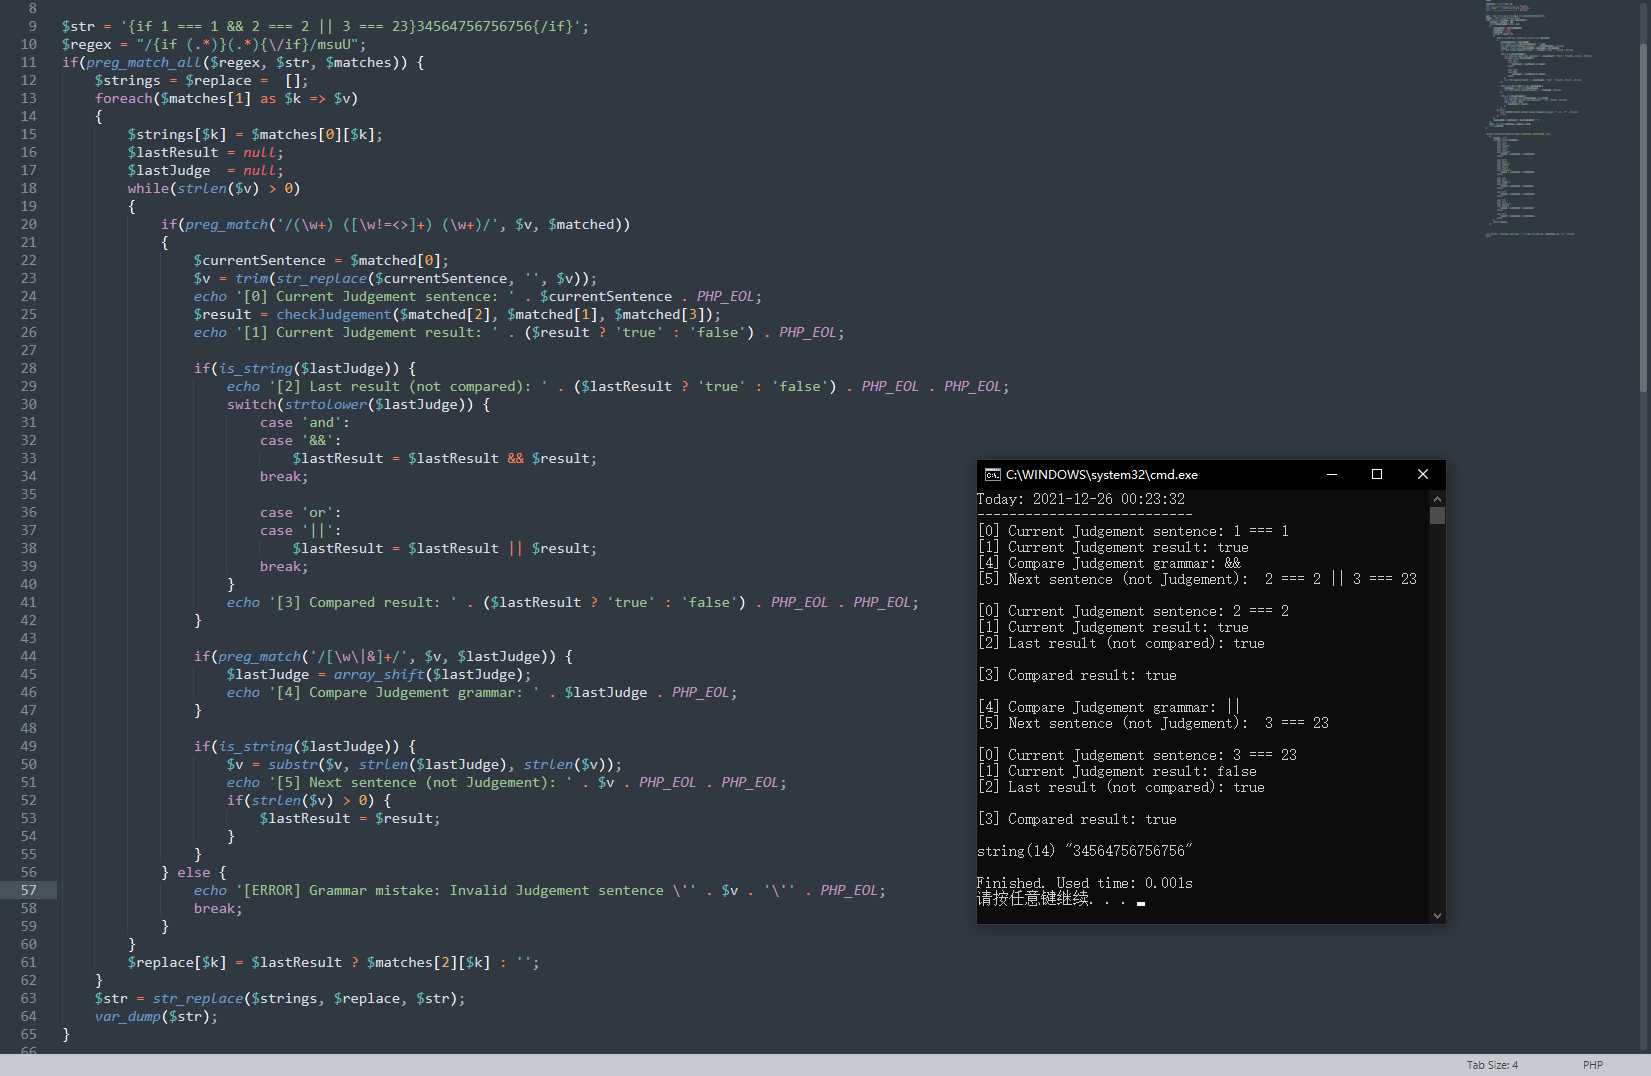 8
9 $str = '{if 1 === 1 && 2 === 2 || 3 === 23}34564756756756{/if}';
10 $regex = "/{if (.*)}(.*){\/if}/msuU";
11 if(preg_match_all($regex, $str, $matches)) {
12 $strings = $replace =  [];
13 foreach($matches[1] as $k => $v)
14 {
15 $strings[$k] = $matches[0][$k];
16 $lastResult = null;
17 $lastJudge  = null;
18 while(strlen($v) > 0)
19 {
20 if(preg_match('/(\w+) ([\w!=<>]+) (\w+)/', $v, $matched))
21 {
22 $currentSentence = $matched[0];
23 $v = trim(str_replace($currentSentence, '', $v));
24 echo '[0] Current Judgement sentence: ' . $currentSentence . PHP_EOL;
25 $result = checkJudgement($matched[2], $matched[1], $matched[3]);
26 echo '[1] Current Judgement result: ' . ($result ? 'true' : 'false') . PHP_EOL;
27
28 if(is_string($lastJudge)) {
29 echo '[2] Last result (not compared): ' . ($lastResult ? 'true' : 'false') . PHP_EOL . PHP_EOL;
30 switch(strtolower($lastJudge)) {
31 case 'and':
32 case '&&':
33 $lastResult = $lastResult && $result;
34 break;
35
36 case 'or':
37 case '||':
38 $lastResult = $lastResult || $result;
39 break;
40 }
41 echo '[3] Compared result: ' . ($lastResult ? 'true' : 'false') . PHP_EOL . PHP_EOL;
42 }
43
44 if(preg_match('/[\w\|&]+/', $v, $lastJudge)) {
45 $lastJudge = array_shift($lastJudge);
46 echo '[4] Compare Judgement grammar: ' . $lastJudge . PHP_EOL;
47 }
48
49 if(is_string($lastJudge)) {
50 $v = substr($v, strlen($lastJudge), strlen($v));
51 echo '[5] Next sentence (not Judgement): ' . $v . PHP_EOL . PHP_EOL;
52 if(strlen($v) > 0) {
53 $lastResult = $result;
54 }
55 }
56 } else {
57 echo '[ERROR] Grammar mistake: Invalid Judgement sentence \'' . $v . '\'' . PHP_EOL;
58 break;
59 }
60 }
61 $replace[$k] = $lastResult ? $matches[2][$k] : '';
62 }
63 $str = str_replace($strings, $replace, $str);
64 var_dump($str);
65 }
66
C:\WINDOWS\system32\cmd.exe
Today: 2021-12-26 00:23:32
---------------------------
[0] Current Judgement sentence: 1 === 1
[1] Current Judgement result: true
[4] Compare Judgement grammar: &&
[5] Next sentence (not Judgement):  2 === 2 || 3 === 23
[0] Current Judgement sentence: 2 === 2
[1] Current Judgement result: true
[2] Last result (not compared): true
[3] Compared result: true
[4] Compare Judgement grammar: ||
[5] Next sentence (not Judgement):  3 === 23
[0] Current Judgement sentence: 3 === 23
[1] Current Judgement result: false
[2] Last result (not compared): true
[3] Compared result: true
string(14) "34564756756756"
Finished. Used time: 0.001s
请按任意键继续. . .
Tab Size: 4
PHP